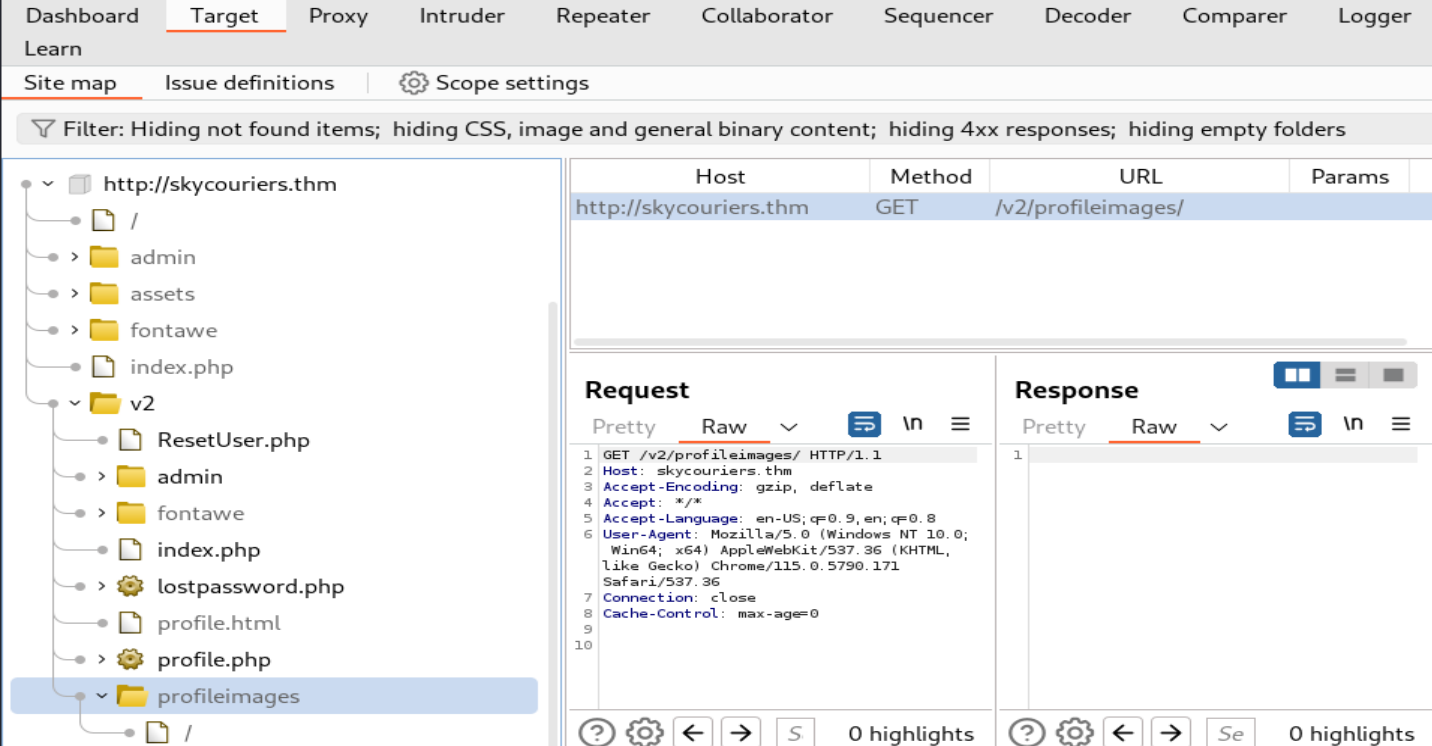 Dashboard Target Proxy Intruder Repeater Collaborator Sequencer Decoder Comparer Logger
Learn
Site map Issue definitions Scope settings
Filter: Hiding not found items; hiding CSS, image and general binary content; hiding 4xx responses; hiding empty folders
http://skycouriers.thm
/
admin
assets
fontawe
index.php
v2
ResetUser.php
admin
fontawe
index.php
lostpassword.php
profile.html
profile.php
profileimages
/
Host Method URL Params
http://skycouriers.thm GET /v2/profileimages/
Request
Pretty Raw \n
1 GET /v2/profileimages/ HTTP/1.1
2 Host: skycouriers.thm
3 Accept-Encoding: gzip, deflate
4 Accept: */*
5 Accept-Language: en-US;q=0.9,en;q=0.8
6 User-Agent: Mozilla/5.0 (Windows NT 10.0;
Win64; x64) AppleWebKit/537.36 (KHTML,
like Gecko) Chrome/115.0.5790.171
Safari/537.36
7 Connection: close
8 Cache-Control: max-age=0
9
10
? S 0 highlights
Response
Pretty Raw \n
1
? Se 0 highlights